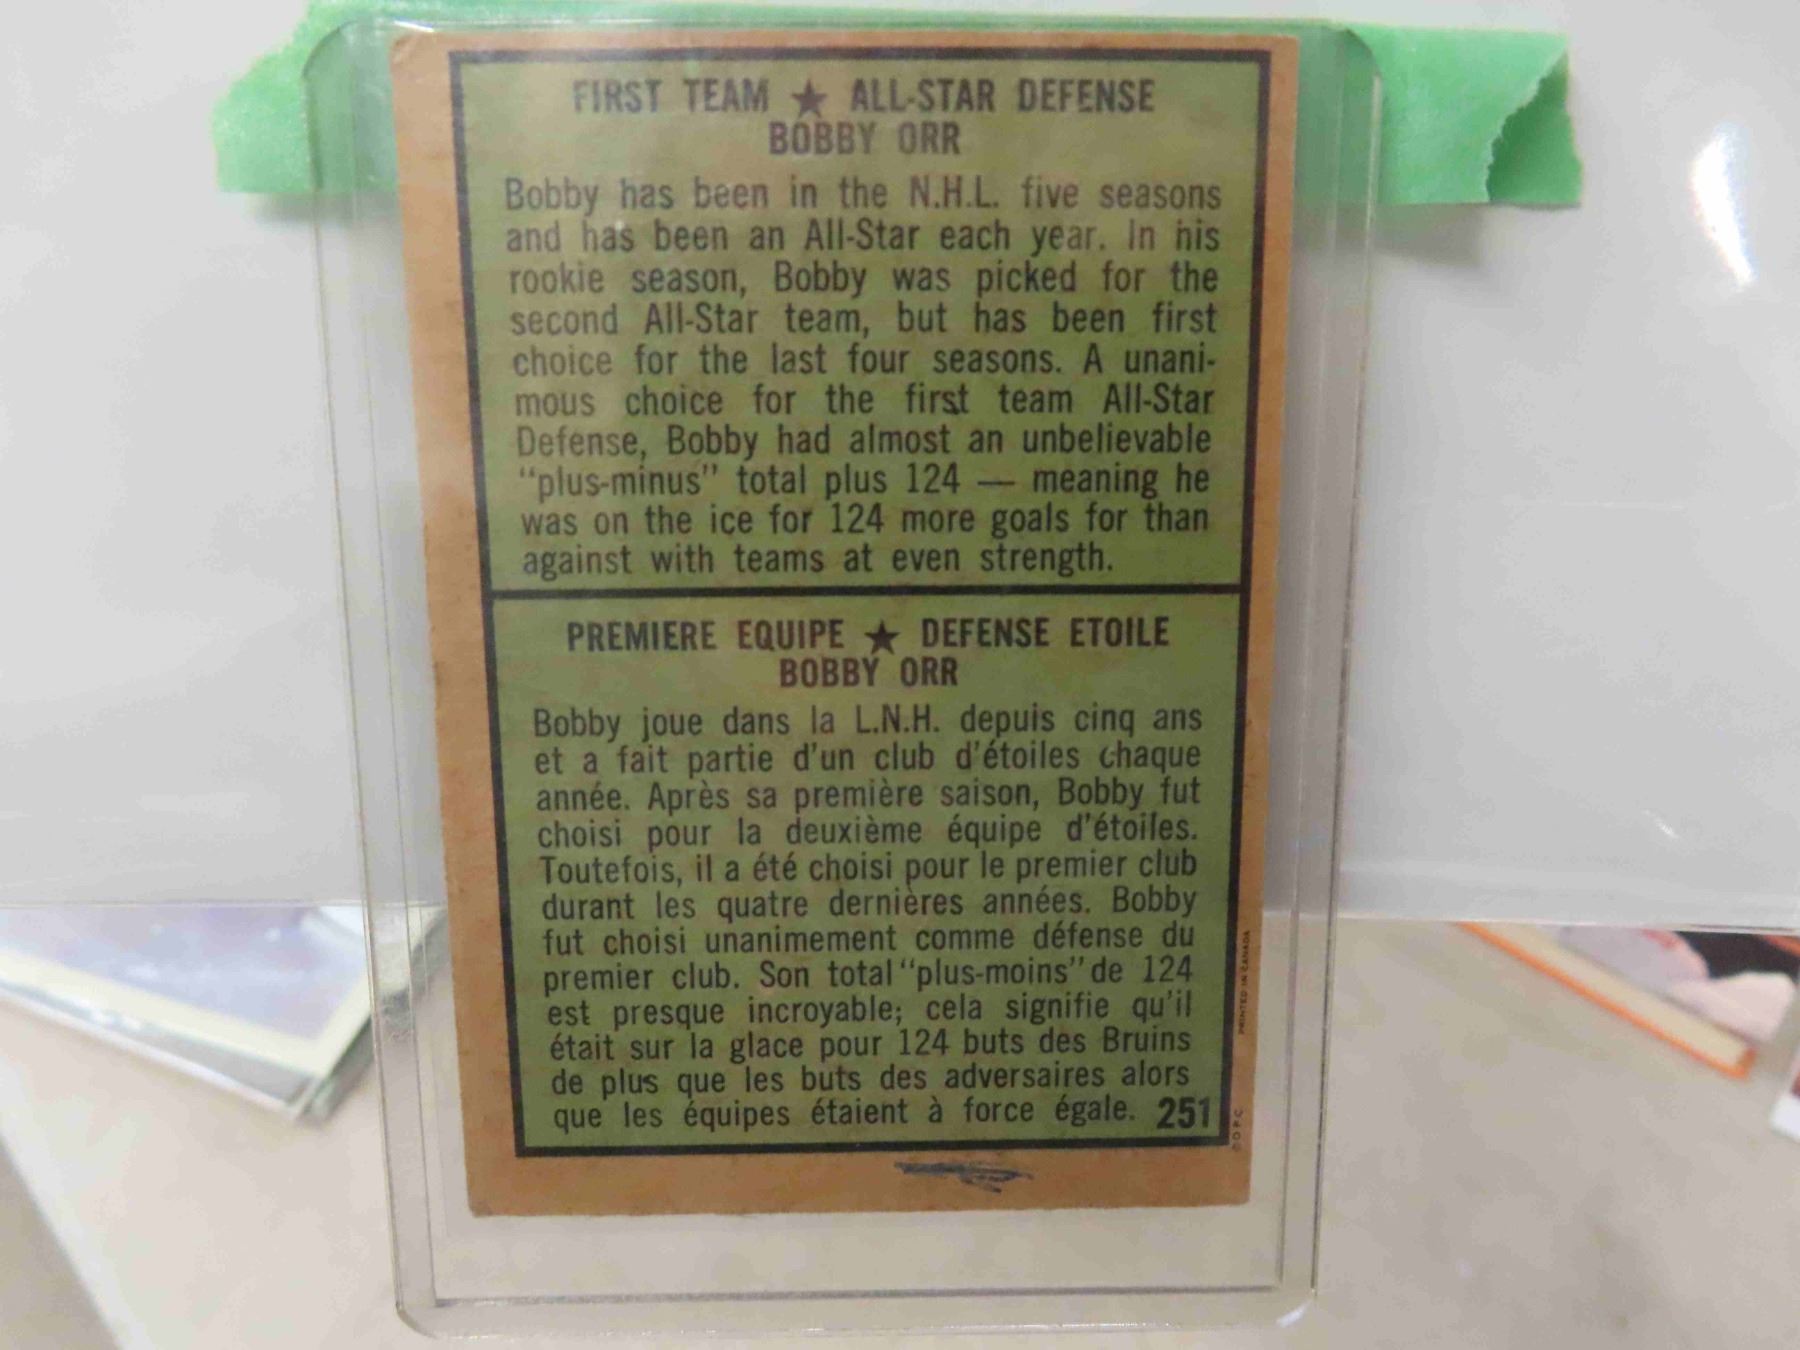 FIRST TEAM ★ ALL-STAR DEFENSE
BOBBY ORR
Bobby has been in the N.H.L. five seasons
and has been an All-Star each year. In his
rookie season, Bobby was picked for the
second All-Star team, but has been first
choice for the last four seasons. A unani-
mous choice for the first team All-Star
Defense, Bobby had almost an unbelievable
"plus-minus" total plus 124 — meaning he
was on the ice for 124 more goals for than
against with teams at even strength.
PREMIERE EQUIPE ★ DEFENSE ETOILE
BOBBY ORR
Bobby joue dans la L.N.H. depuis cinq ans
et a fait partie d'un club d'étoiles chaque
année. Après sa première saison, Bobby fut
choisi pour la deuxième équipe d'étoiles.
Toutefois, il a été choisi pour le premier club
durant les quatre dernières années. Bobby
fut choisi unanimement comme défense du
premier club. Son total "plus-moins" de 124
est presque incroyable; cela signifie qu'il
était sur la glace pour 124 buts des Bruins
de plus que les buts des adversaires alors
que les équipes étaient à force égale. 251
© O.P.C. PRINTED IN CANADA